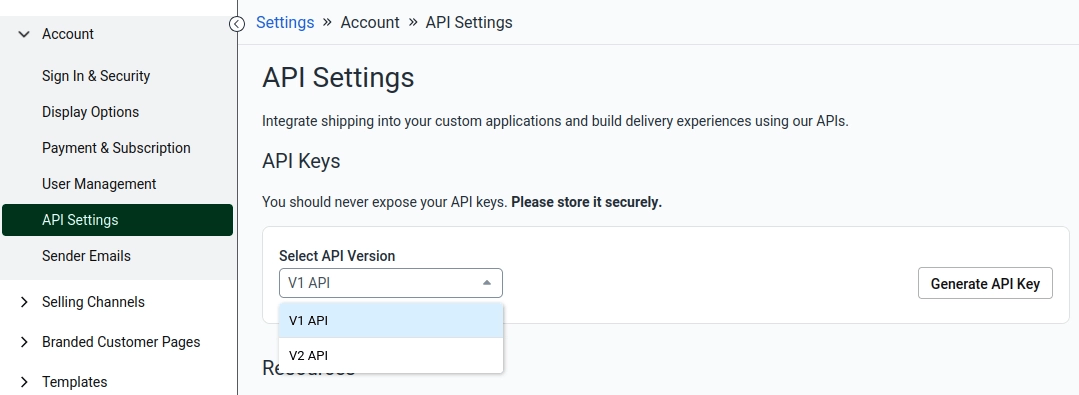 Account
Sign In & Security
Display Options
Payment & Subscription
User Management
API Settings
Sender Emails
Selling Channels
Branded Customer Pages
Templates
Settings » Account » API Settings
API Settings
Integrate shipping into your custom applications and build delivery experiences using our APIs.
API Keys
You should never expose your API keys. Please store it securely.
Select API Version
V1 API
Generate API Key
V1 API
V2 API
Resources